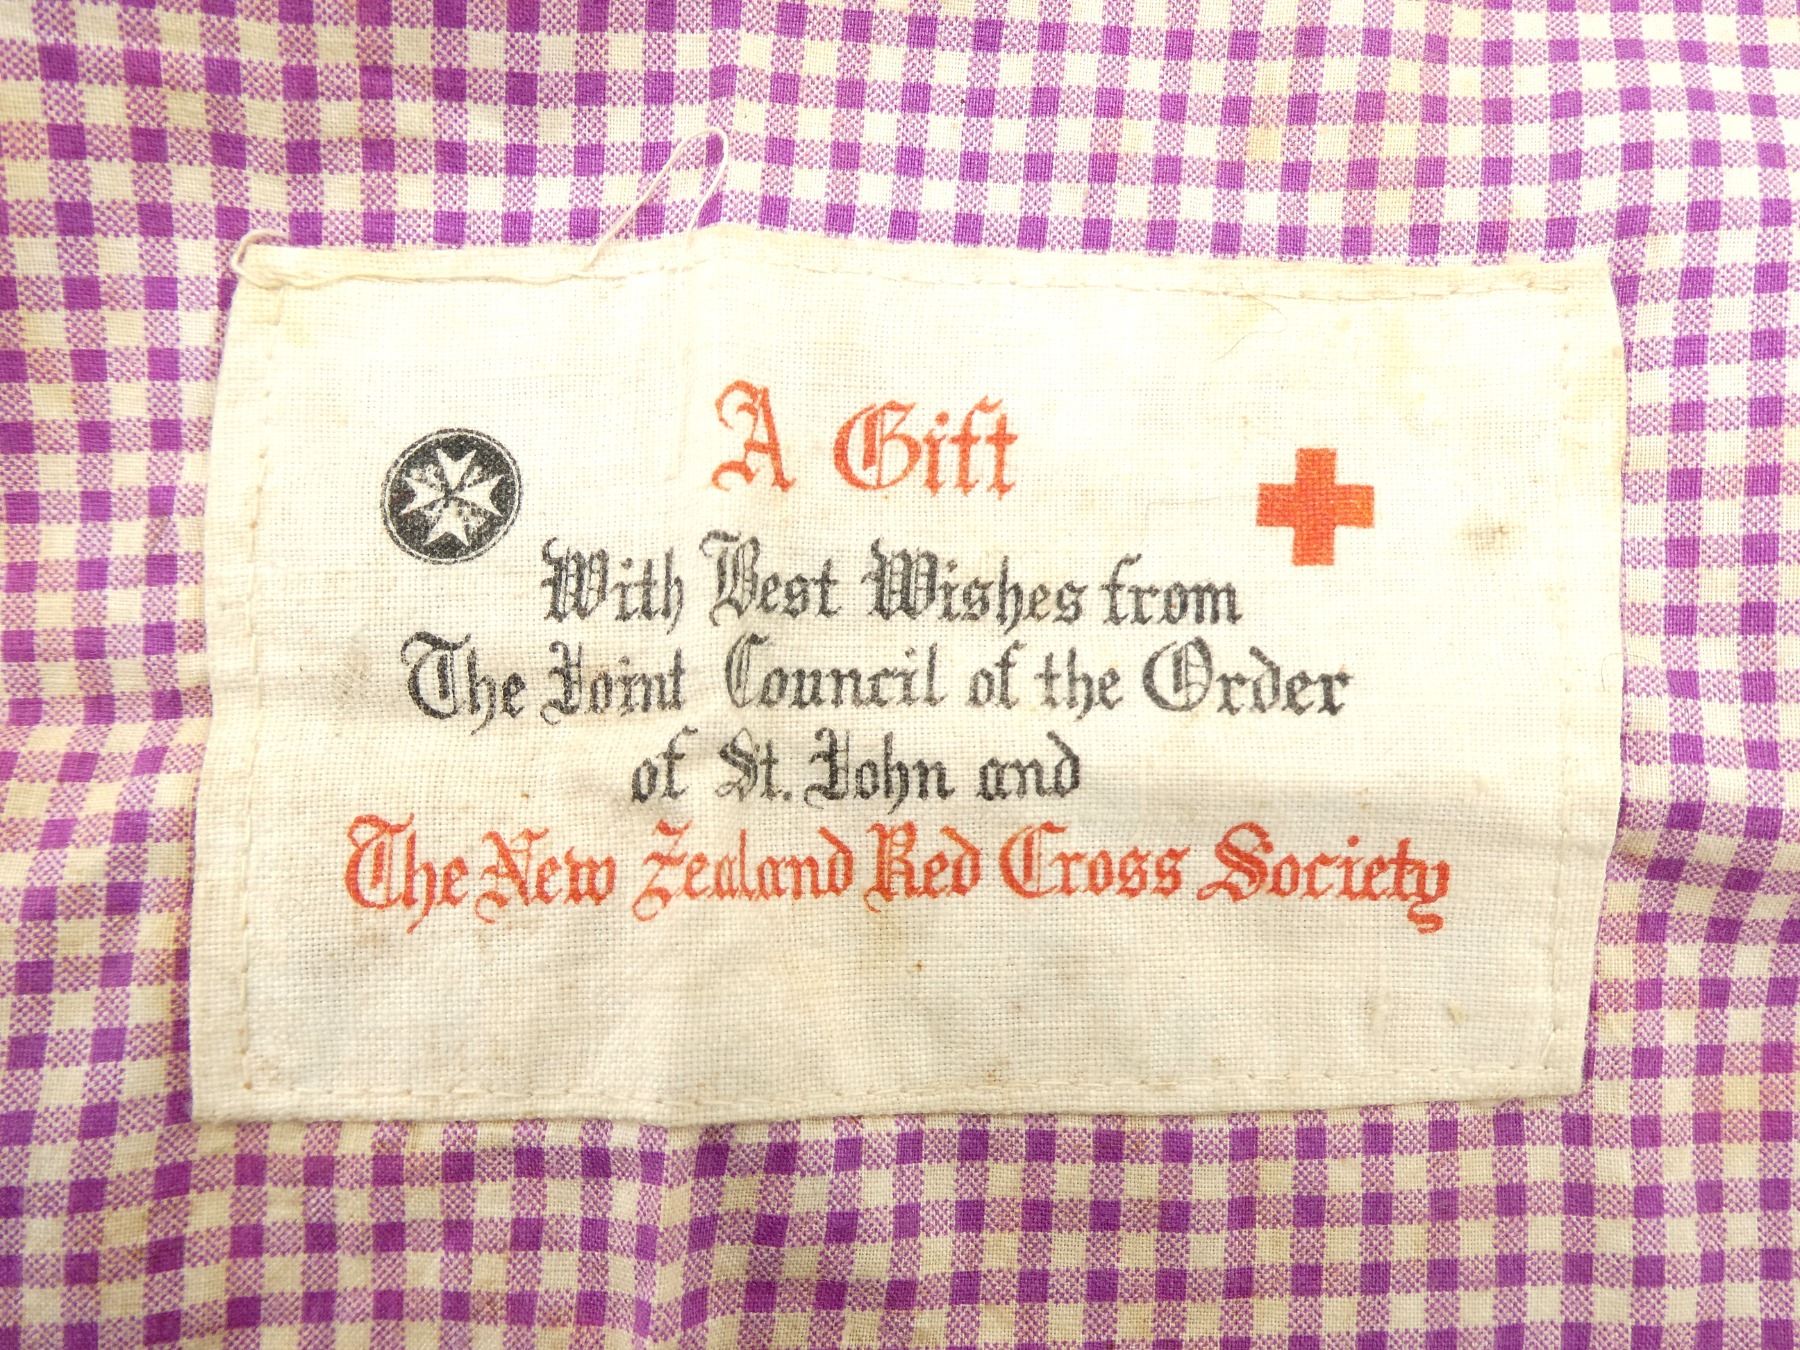 A Gift
With Best Wishes from
The Joint Council of the Order
of St. John and
The New Zealand Red Cross Society